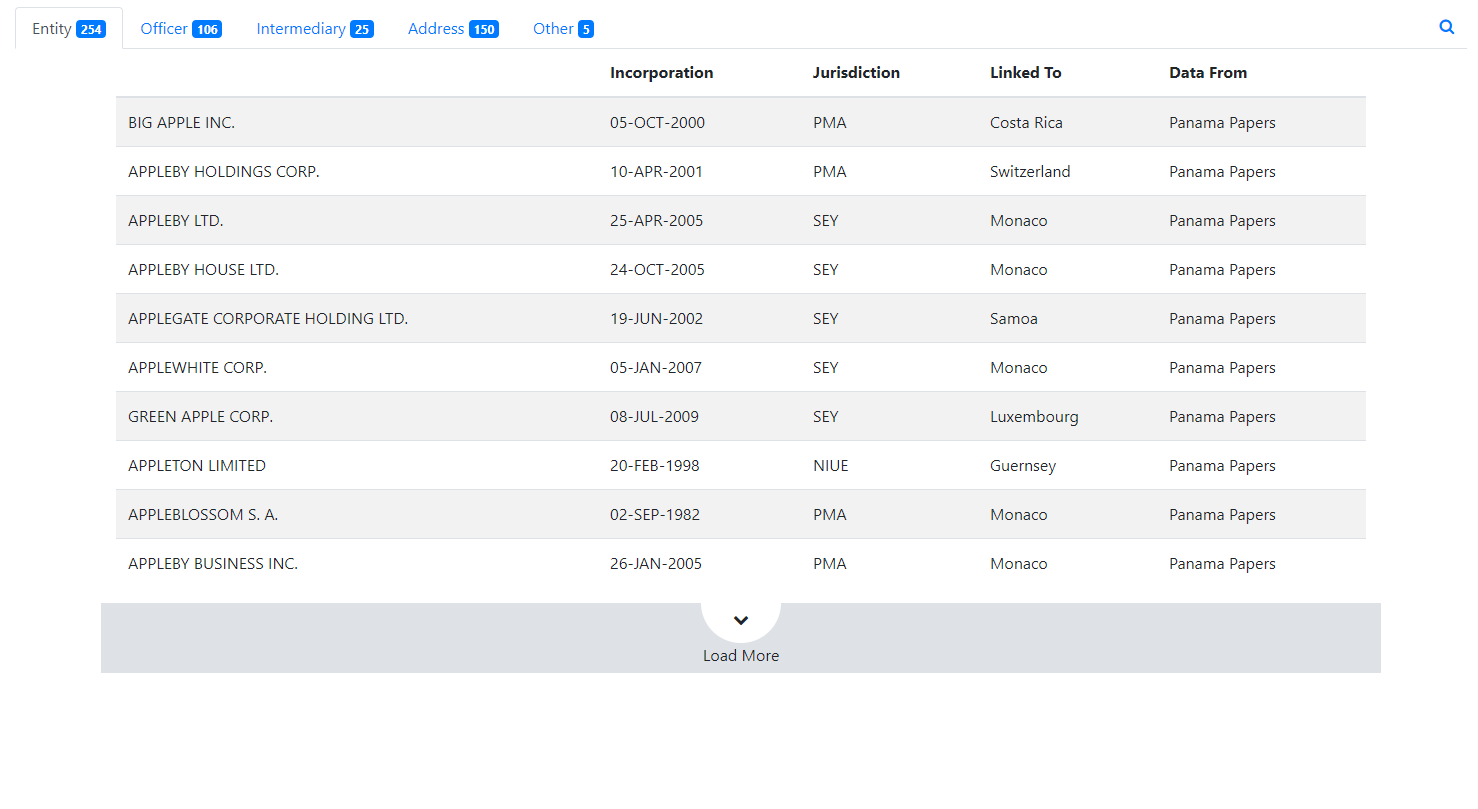 Entity 254 Officer 106 Intermediary 25 Address 150 Other 5
Incorporation Jurisdiction Linked To Data From
BIG APPLE INC. 05-OCT-2000 PMA Costa Rica Panama Papers
APPLEBY HOLDINGS CORP. 10-APR-2001 PMA Switzerland Panama Papers
APPLEBY LTD. 25-APR-2005 SEY Monaco Panama Papers
APPLEBY HOUSE LTD. 24-OCT-2005 SEY Monaco Panama Papers
APPLEGATE CORPORATE HOLDING LTD. 19-JUN-2002 SEY Samoa Panama Papers
APPLEWHITE CORP. 05-JAN-2007 SEY Monaco Panama Papers
GREEN APPLE CORP. 08-JUL-2009 SEY Luxembourg Panama Papers
APPLETON LIMITED 20-FEB-1998 NIUE Guernsey Panama Papers
APPLEBLOSSOM S. A. 02-SEP-1982 PMA Monaco Panama Papers
APPLEBY BUSINESS INC. 26-JAN-2005 PMA Monaco Panama Papers
Load More